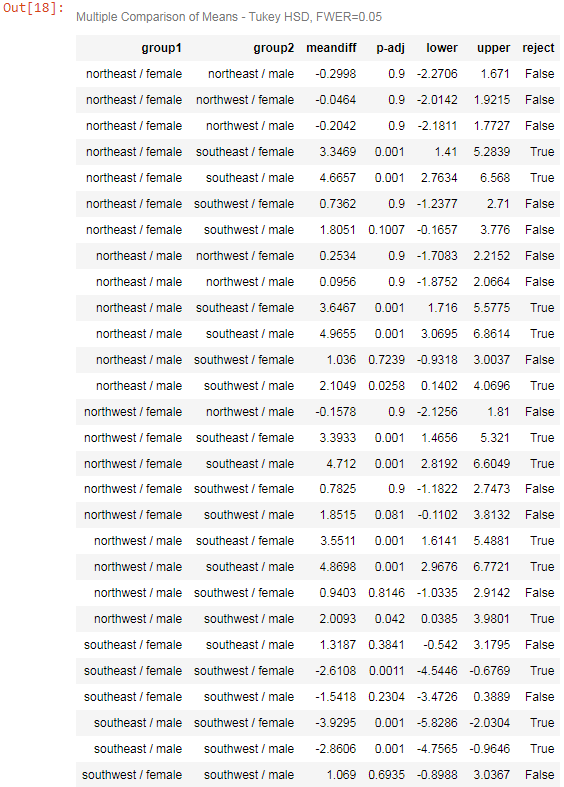 Out[18]:
Multiple Comparison of Means - Tukey HSD, FWER=0.05
group1 group2 meandiff p-adj lower upper reject
northeast / female northeast / male -0.2998 0.9 -2.2706 1.671 False
northeast / female northwest / female -0.0464 0.9 -2.0142 1.9215 False
northeast / female northwest / male -0.2042 0.9 -2.1811 1.7727 False
northeast / female southeast / female 3.3469 0.001 1.41 5.2839 True
northeast / female southeast / male 4.6657 0.001 2.7634 6.568 True
northeast / female southwest / female 0.7362 0.9 -1.2377 2.71 False
northeast / female southwest / male 1.8051 0.1007 -0.1657 3.776 False
northeast / male northwest / female 0.2534 0.9 -1.7083 2.2152 False
northeast / male northwest / male 0.0956 0.9 -1.8752 2.0664 False
northeast / male southeast / female 3.6467 0.001 1.716 5.5775 True
northeast / male southeast / male 4.9655 0.001 3.0695 6.8614 True
northeast / male southwest / female 1.036 0.7239 -0.9318 3.0037 False
northeast / male southwest / male 2.1049 0.0258 0.1402 4.0696 True
northwest / female northwest / male -0.1578 0.9 -2.1256 1.81 False
northwest / female southeast / female 3.3933 0.001 1.4656 5.321 True
northwest / female southeast / male 4.712 0.001 2.8192 6.6049 True
northwest / female southwest / female 0.7825 0.9 -1.1822 2.7473 False
northwest / female southwest / male 1.8515 0.081 -0.1102 3.8132 False
northwest / male southeast / female 3.5511 0.001 1.6141 5.4881 True
northwest / male southeast / male 4.8698 0.001 2.9676 6.7721 True
northwest / male southwest / female 0.9403 0.8146 -1.0335 2.9142 False
northwest / male southwest / male 2.0093 0.042 0.0385 3.9801 True
southeast / female southeast / male 1.3187 0.3841 -0.542 3.1795 False
southeast / female southwest / female -2.6108 0.0011 -4.5446 -0.6769 True
southeast / female southwest / male -1.5418 0.2304 -3.4726 0.3889 False
southeast / male southwest / female -3.9295 0.001 -5.8286 -2.0304 True
southeast / male southwest / male -2.8606 0.001 -4.7565 -0.9646 True
southwest / female southwest / male 1.069 0.6935 -0.8988 3.0367 False